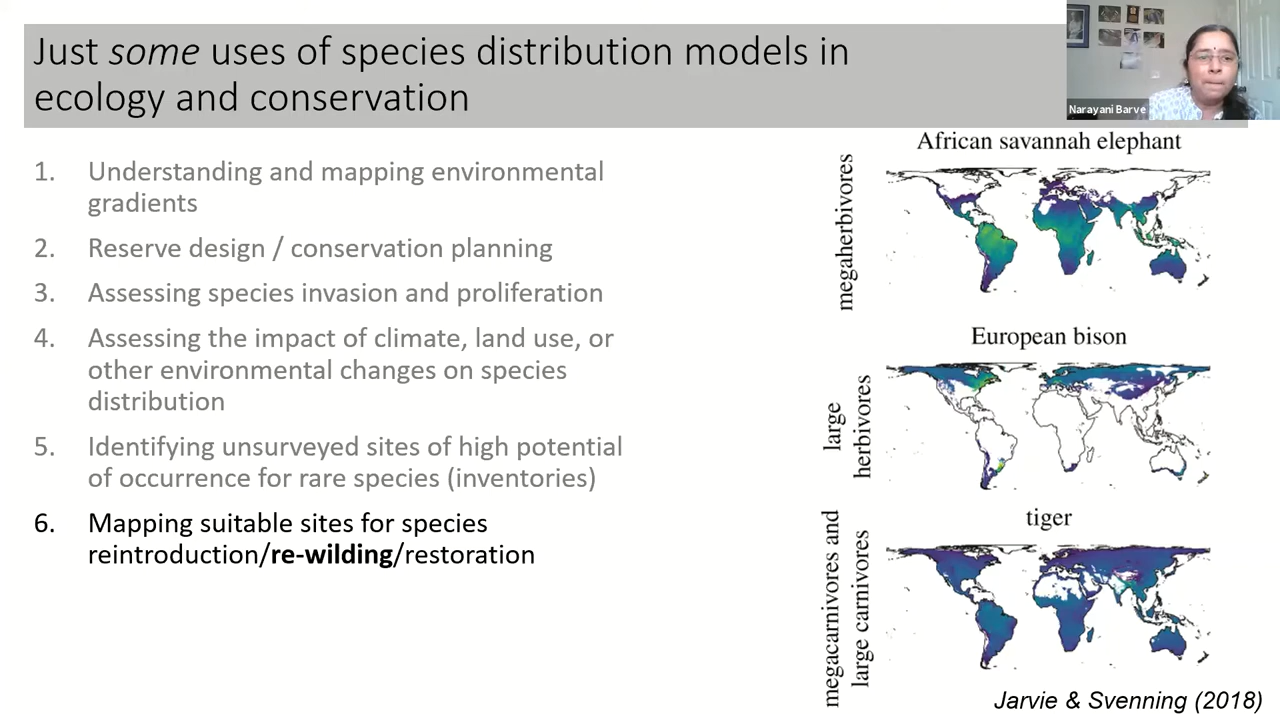 Just some uses of species distribution models in
ecology and conservation
Narayani Barve
1. Understanding and mapping environmental
gradients
2. Reserve design / conservation planning
3. Assessing species invasion and proliferation
4. Assessing the impact of climate, land use, or
other environmental changes on species
distribution
5. Identifying unsurveyed sites of high potential
of occurrence for rare species (inventories)
6. Mapping suitable sites for species
reintroduction/re-wilding/restoration
African savannah elephant
megaherbivores
European bison
large
herbivores
tiger
megacarnivores and
large carnivores
Jarvie & Svenning (2018)